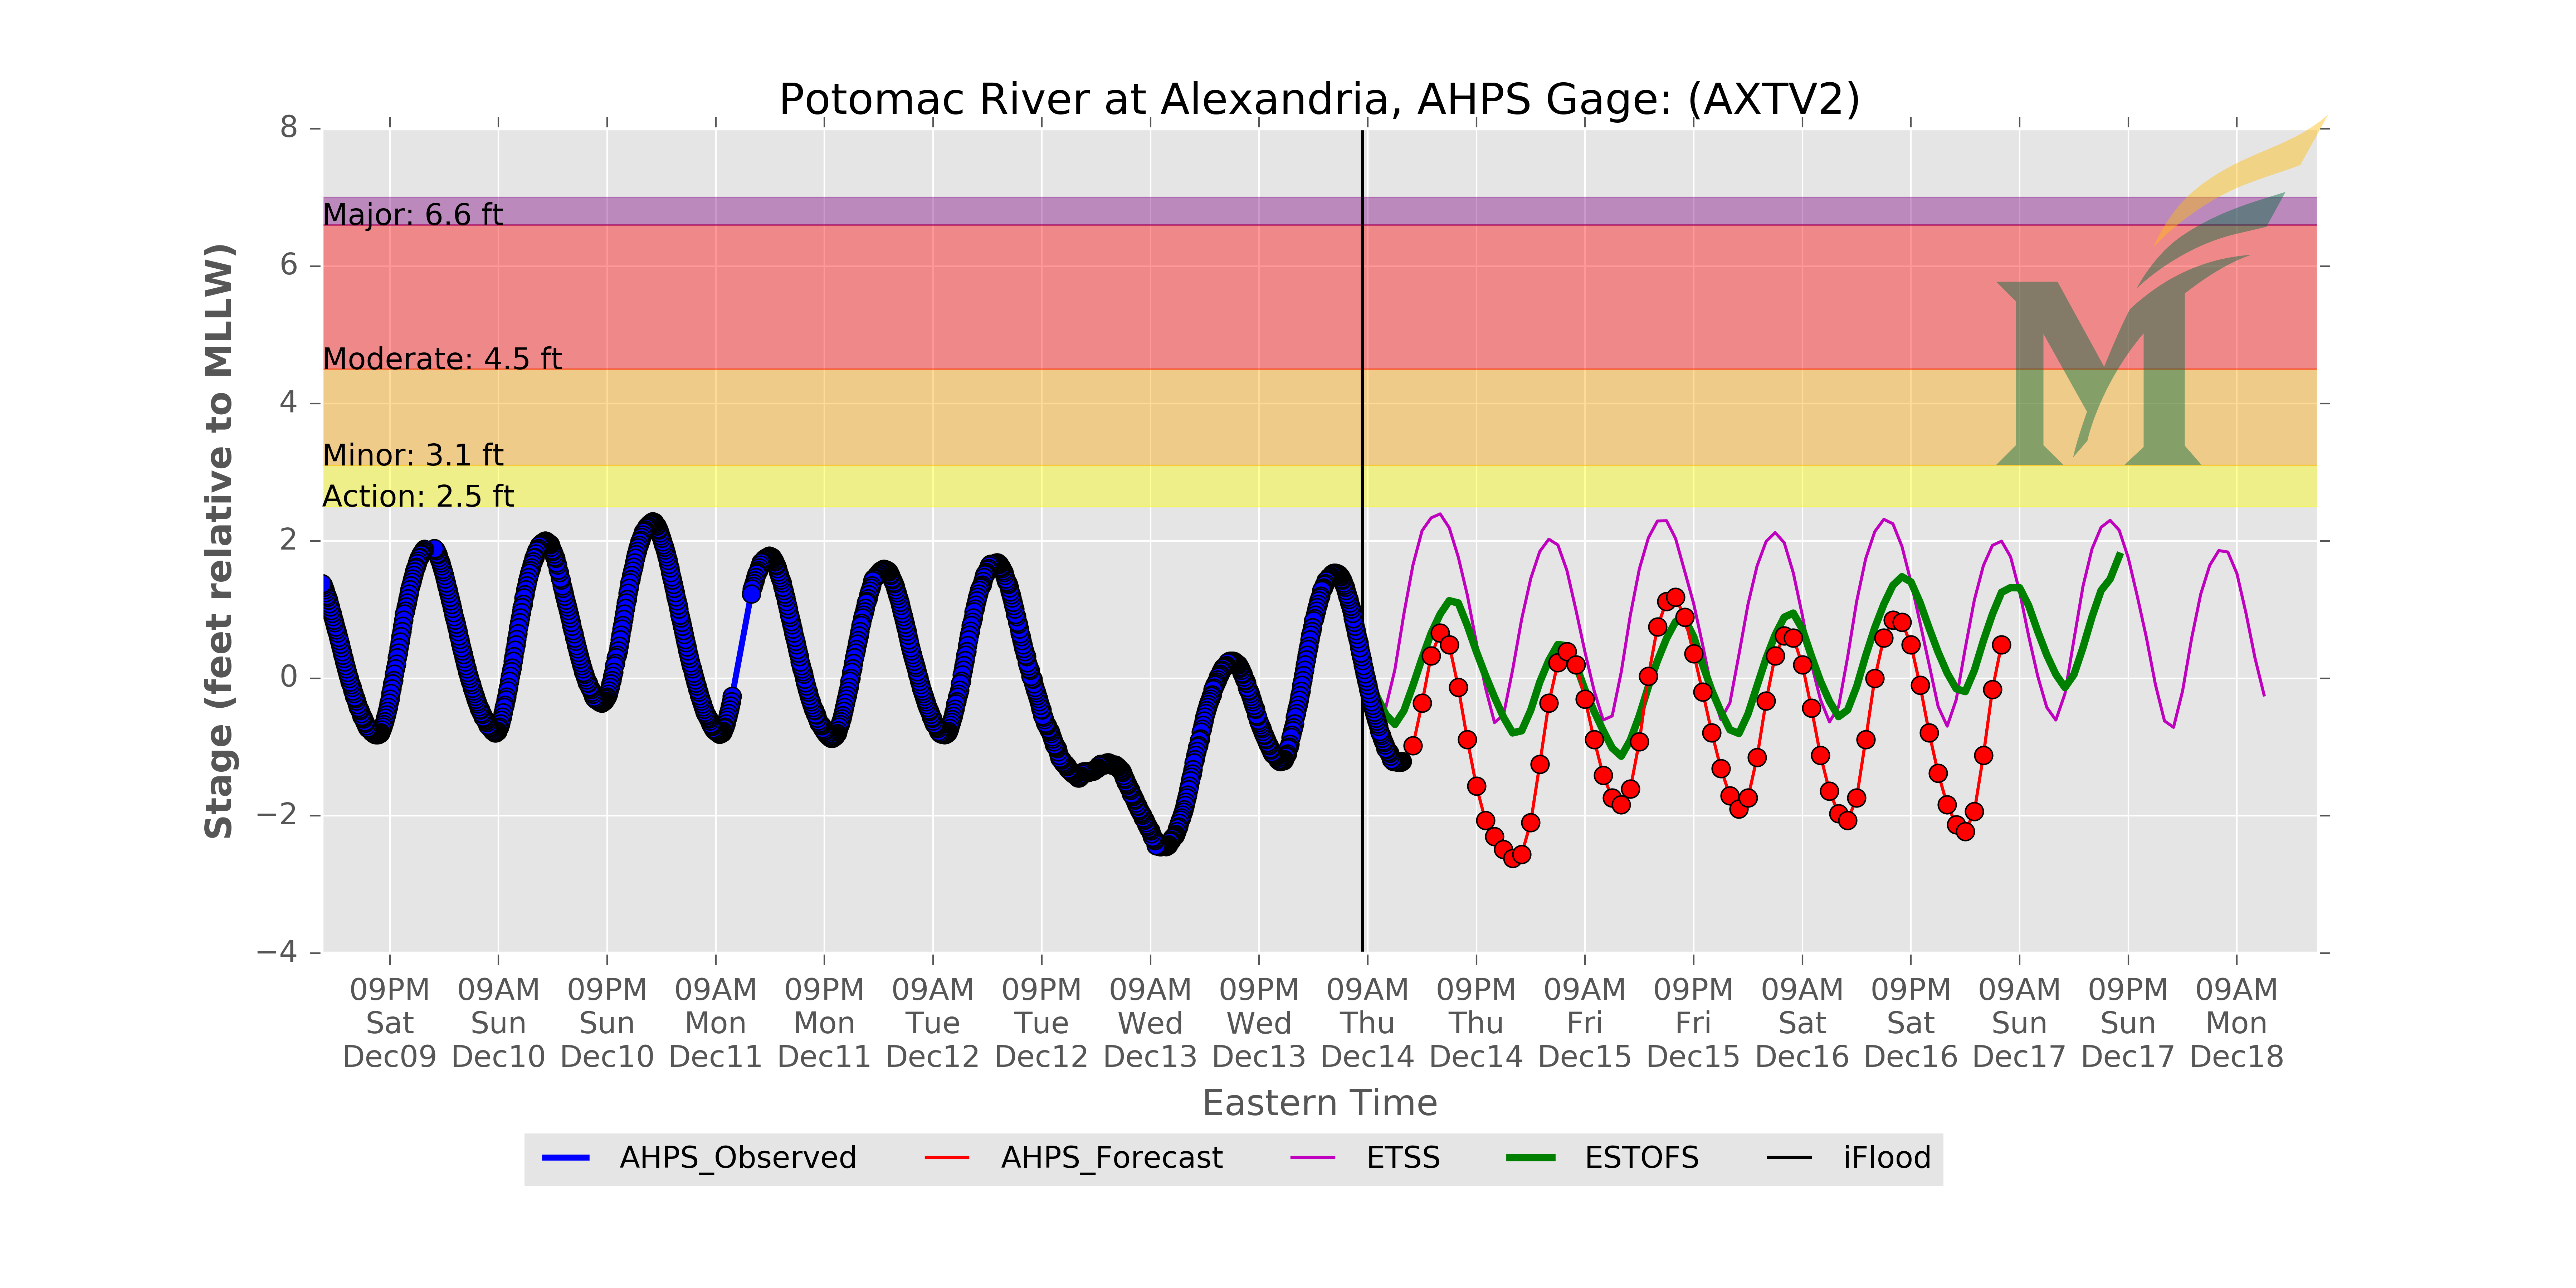 Potomac River at Alexandria, AHPS Gage: (AXTV2)
Stage (feet relative to MLLW)
8
6
4
2
0
−2
−4
Major: 6.6 ft
Moderate: 4.5 ft
Minor: 3.1 ft
Action: 2.5 ft
M
09PM 09AM 09PM 09AM 09PM 09AM 09PM 09AM 09PM 09AM 09PM 09AM 09PM 09AM 09PM 09AM 09PM 09AM
Sat Sun Sun Mon Mon Tue Tue Wed Wed Thu Thu Fri Fri Sat Sat Sun Sun Mon
Dec09 Dec10 Dec10 Dec11 Dec11 Dec12 Dec12 Dec13 Dec13 Dec14 Dec14 Dec15 Dec15 Dec16 Dec16 Dec17 Dec17 Dec18
Eastern Time
AHPS_Observed AHPS_Forecast ETSS ESTOFS iFlood